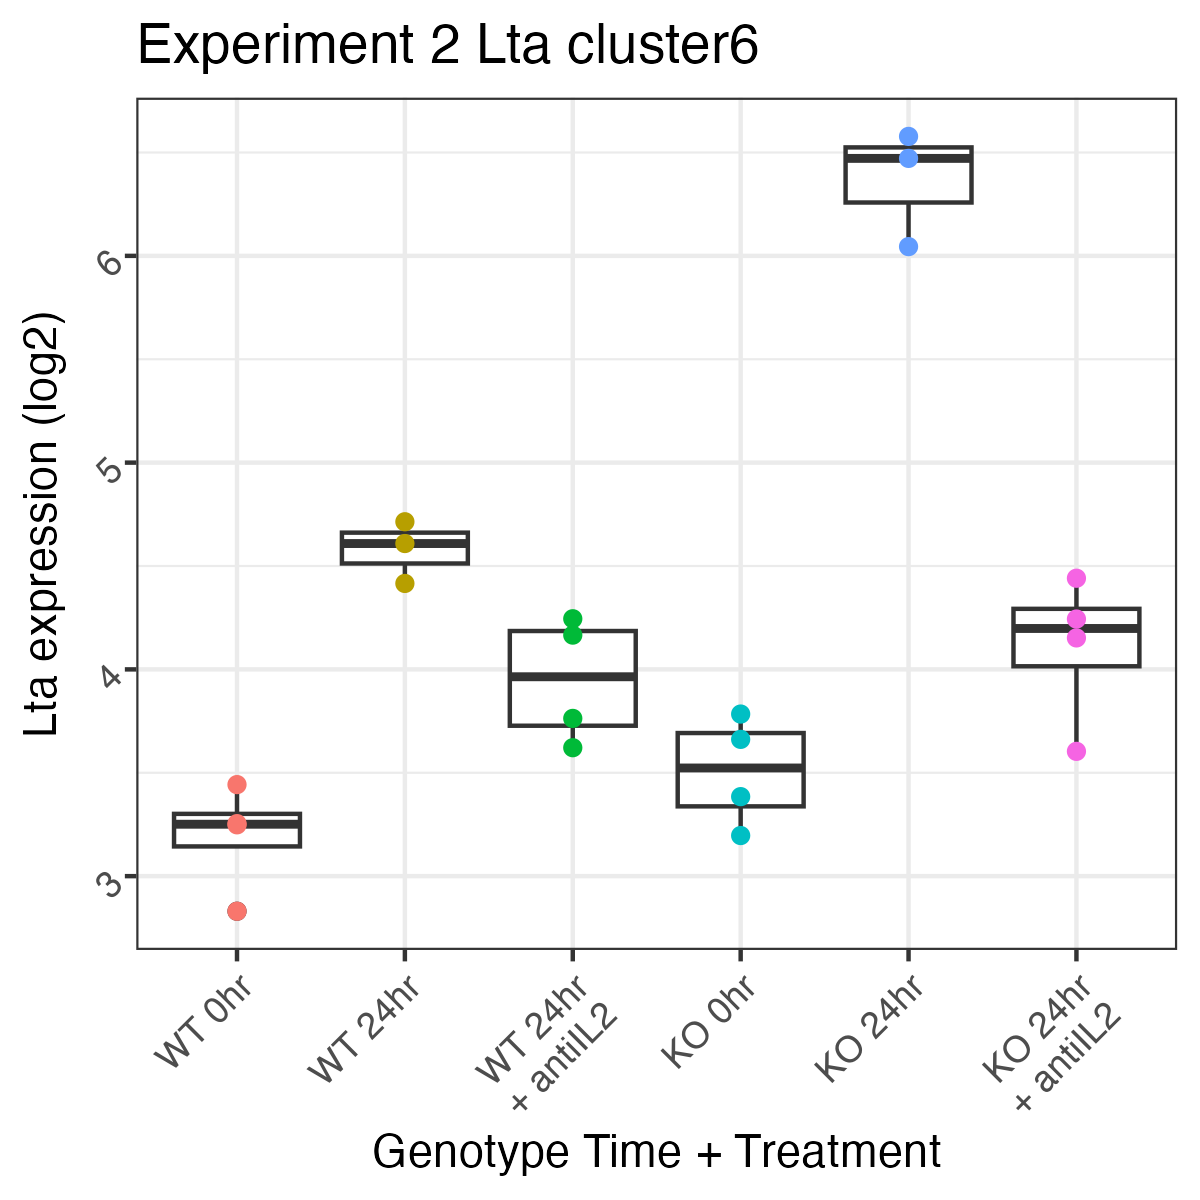 Experiment 2 Lta cluster6
Lta expression (log2)
6
5
4
3
WT 0hr
WT 24hr
WT 24hr
+ antiIL2
KO 0hr
KO 24hr
KO 24hr
+ antiIL2
Genotype Time + Treatment